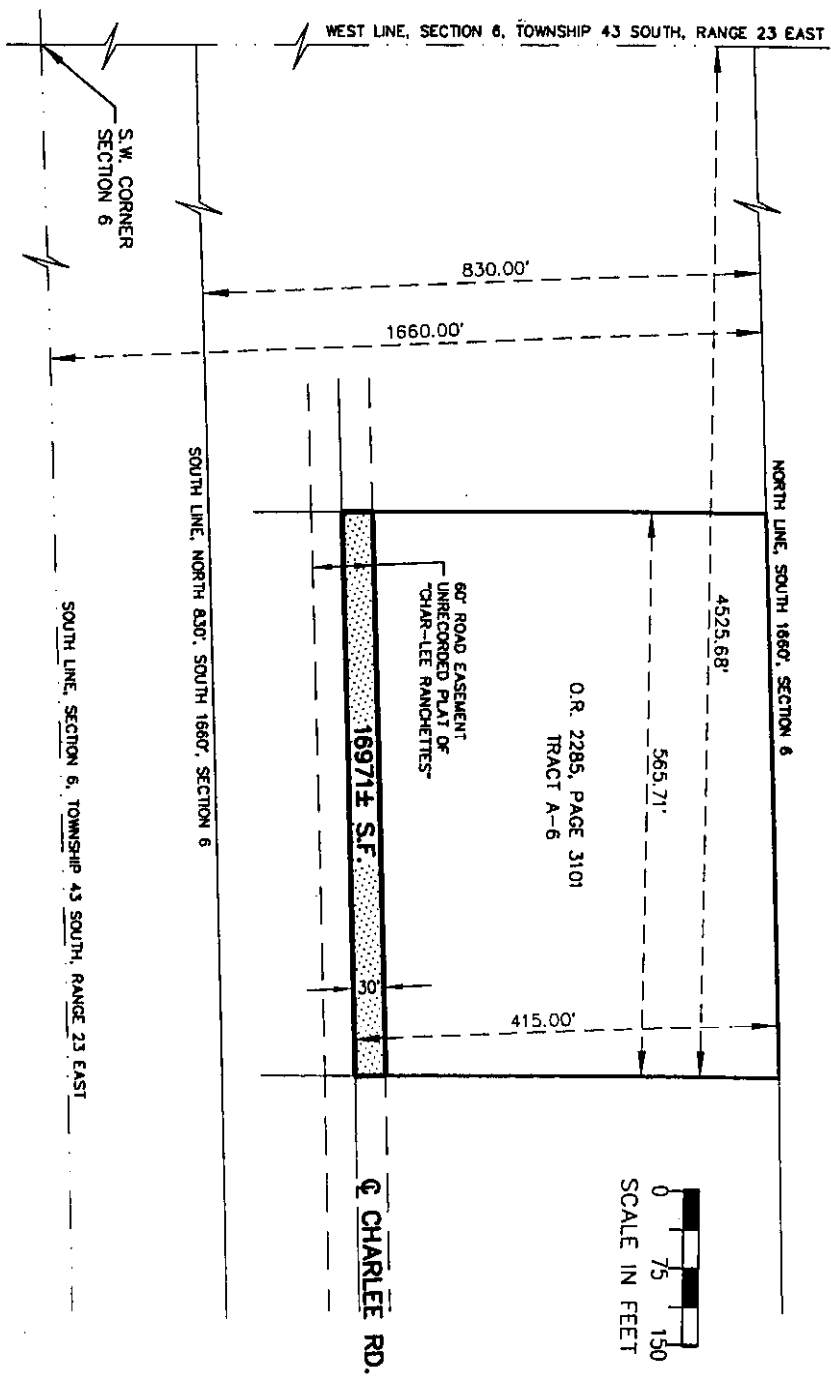 WEST LINE, SECTION 6, TOWNSHIP 43 SOUTH, RANGE 23 EAST
S.W. CORNER
SECTION 6
830.00'
1660.00'
NORTH LINE, SOUTH 1660', SECTION 6
4525.68'
565.71'
O.R. 2285, PAGE 3101
TRACT A-6
60' ROAD EASEMENT
UNRECORDED PLAT OF
"CHAR-LEE RANCHETTES"
16971± S.F.
30'
415.00'
SOUTH LINE, NORTH 830', SOUTH 1660', SECTION 6
SOUTH LINE, SECTION 6, TOWNSHIP 43 SOUTH, RANGE 23 EAST
℄ CHARLEE RD.
0 75 150
SCALE IN FEET